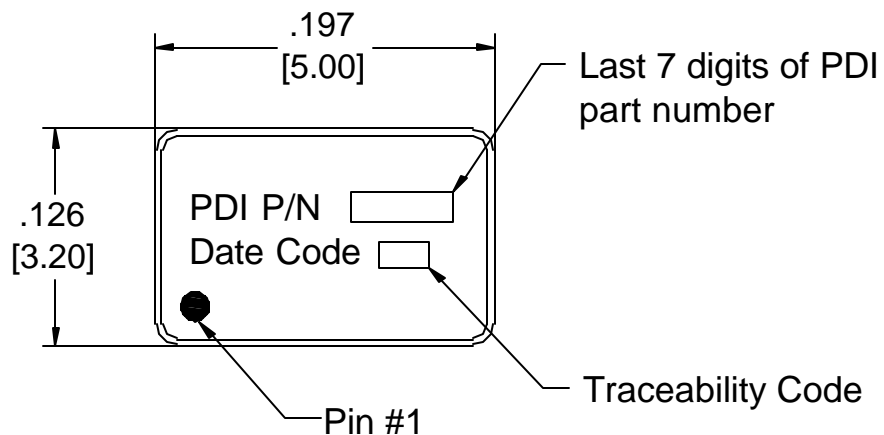 .197
[5.00]
Last 7 digits of PDI
part number
.126
[3.20]
PDI P/N
Date Code
Traceability Code
Pin #1